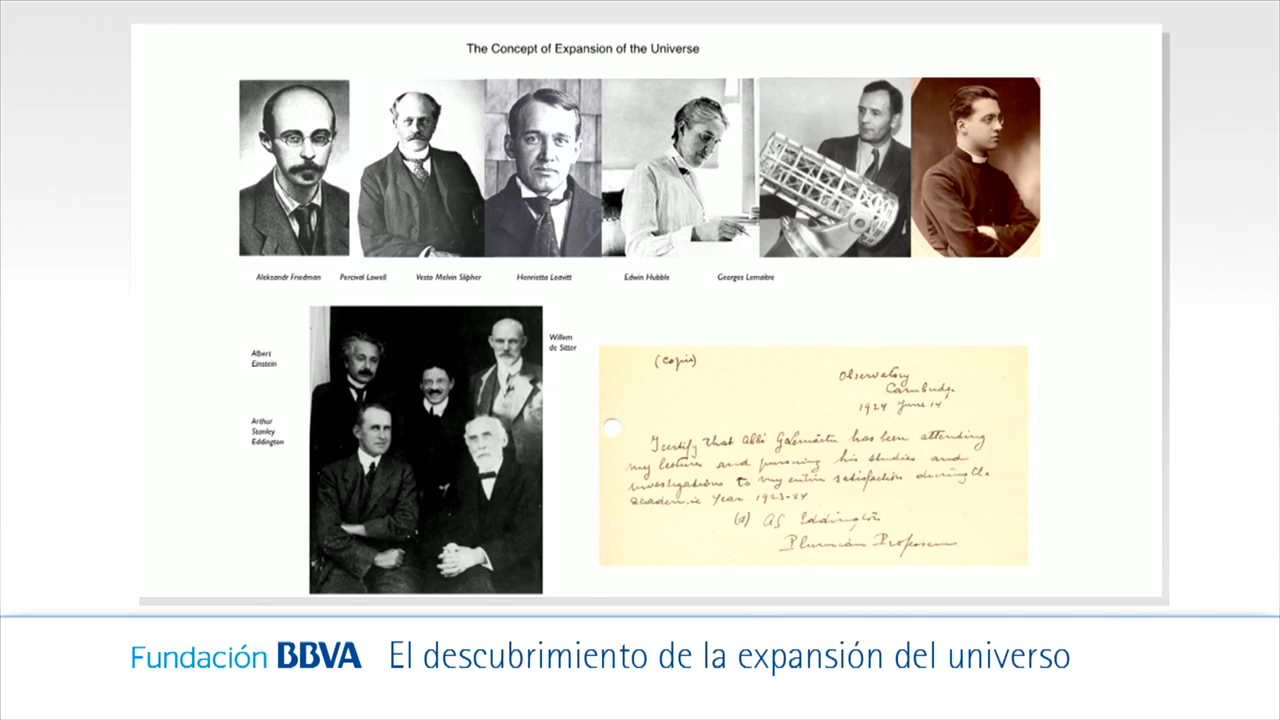 The Concept of Expansion of the Universe
Aleksandr Friedman
Percival Lowell
Vesto Melvin Slipher
Henrietta Leavitt
Edwin Hubble
Georges Lemaitre
Albert
Einstein
Willem
de Sitter
Arthur
Stanley
Eddington
(copie)
Observatory
Cambridge
1924 June 14
I certify that Abbé G Lemaître has been attending
my lectures and pursuing his studies and
investigations to my entire satisfaction during the
academic Year 1923-24
(s) AS Eddington
Plumian Professor
Fundación BBVA El descubrimiento de la expansión del universo